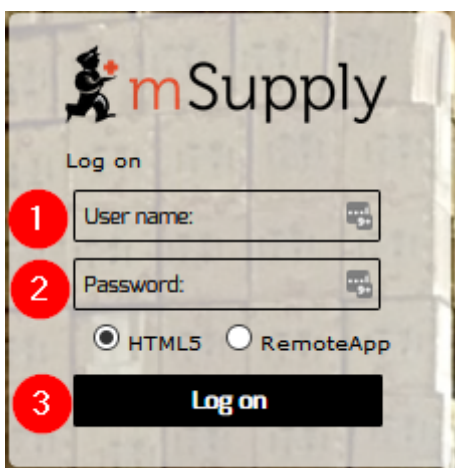 mSupply
Log on
1 User name:
2 Password:
HTML5 RemoteApp
3 Log on